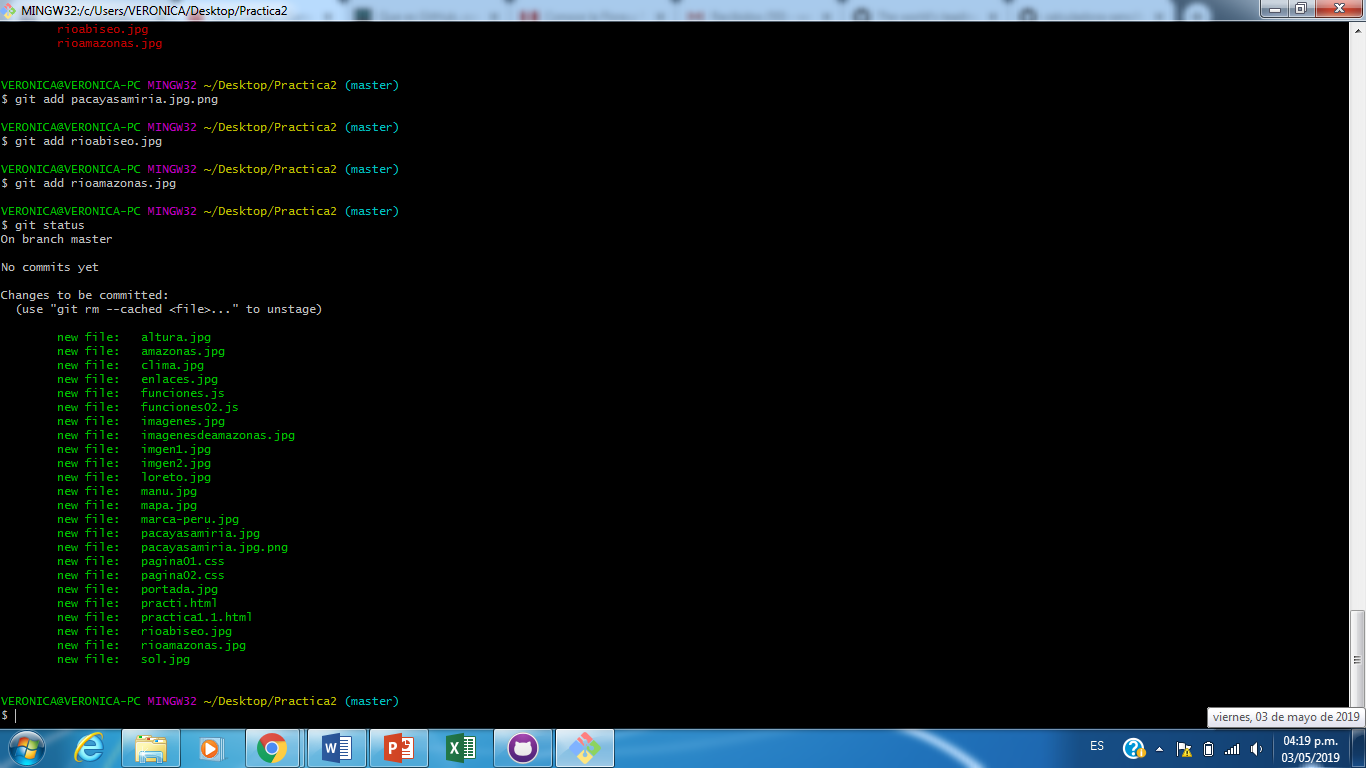 MINGW32:/c/Users/VERONICA/Desktop/Practica2
rioabiseo.jpg
rioamazonas.jpg
VERONICA@VERONICA-PC MINGW32 ~/Desktop/Practica2 (master)
$ git add pacayasamiria.jpg.png
VERONICA@VERONICA-PC MINGW32 ~/Desktop/Practica2 (master)
$ git add rioabiseo.jpg
VERONICA@VERONICA-PC MINGW32 ~/Desktop/Practica2 (master)
$ git add rioamazonas.jpg
VERONICA@VERONICA-PC MINGW32 ~/Desktop/Practica2 (master)
$ git status
On branch master
No commits yet
Changes to be committed:
(use "git rm --cached <file>..." to unstage)
new file: altura.jpg
new file: amazonas.jpg
new file: clima.jpg
new file: enlaces.jpg
new file: funciones.js
new file: funciones02.js
new file: imagenes.jpg
new file: imagenesdeamazonas.jpg
new file: imgen1.jpg
new file: imgen2.jpg
new file: loreto.jpg
new file: manu.jpg
new file: mapa.jpg
new file: marca-peru.jpg
new file: pacayasamiria.jpg
new file: pacayasamiria.jpg.png
new file: pagina01.css
new file: pagina02.css
new file: portada.jpg
new file: practi.html
new file: practica1.1.html
new file: rioabiseo.jpg
new file: rioamazonas.jpg
new file: sol.jpg
VERONICA@VERONICA-PC MINGW32 ~/Desktop/Practica2 (master)
$
viernes, 03 de mayo de 2019
ES
04:19 p.m.
03/05/2019